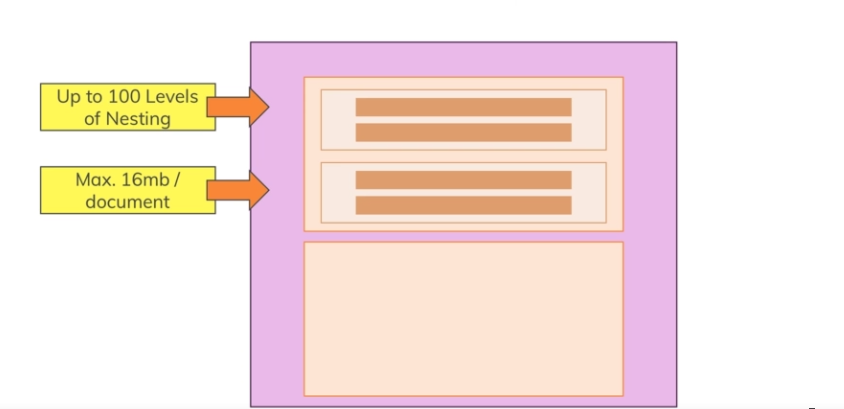 Up to 100 Levels
of Nesting
Max. 16mb /
document